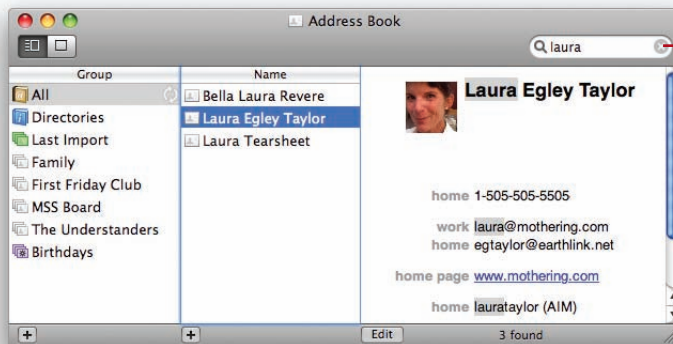 Address Book
laura
Group
Name
All
Directories
Last Import
Family
First Friday Club
MSS Board
The Understanders
Birthdays
Bella Laura Revere
Laura Egley Taylor
Laura Tearsheet
Laura Egley Taylor
home 1-505-505-5505
work laura@mothering.com
home egtaylor@earthlink.net
home page www.mothering.com
home laurataylor (AIM)
Edit
3 found